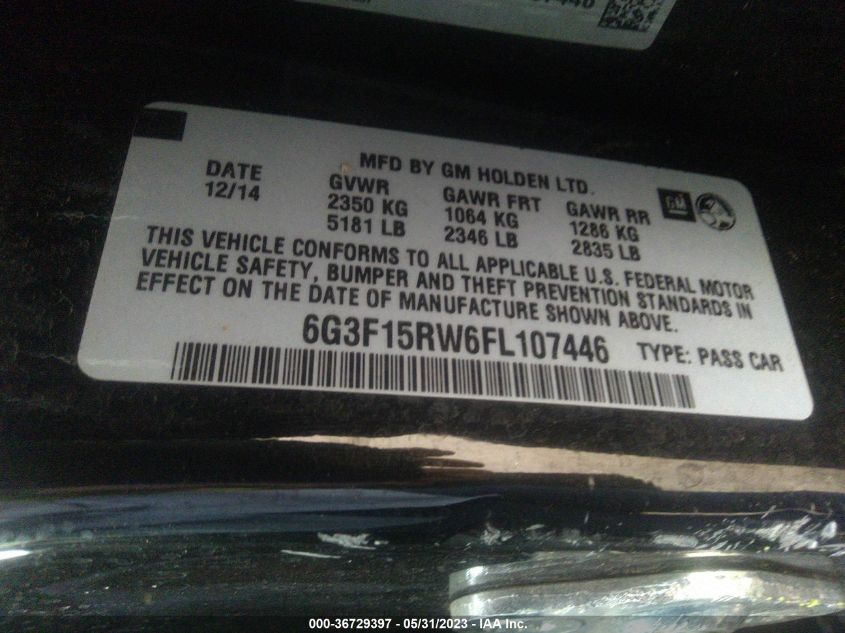 DATE
12/14
MFD BY GM HOLDEN LTD.
GVWR
2350 KG
5181 LB
GAWR FRT
1064 KG
2346 LB
GAWR RR
1286 KG
2835 LB
GM
THIS VEHICLE CONFORMS TO ALL APPLICABLE U.S. FEDERAL MOTOR
VEHICLE SAFETY, BUMPER AND THEFT PREVENTION STANDARDS IN
EFFECT ON THE DATE OF MANUFACTURE SHOWN ABOVE.
6G3F15RW6FL107446 TYPE: PASS CAR
000-36729397 - 05/31/2023 - IAA Inc.